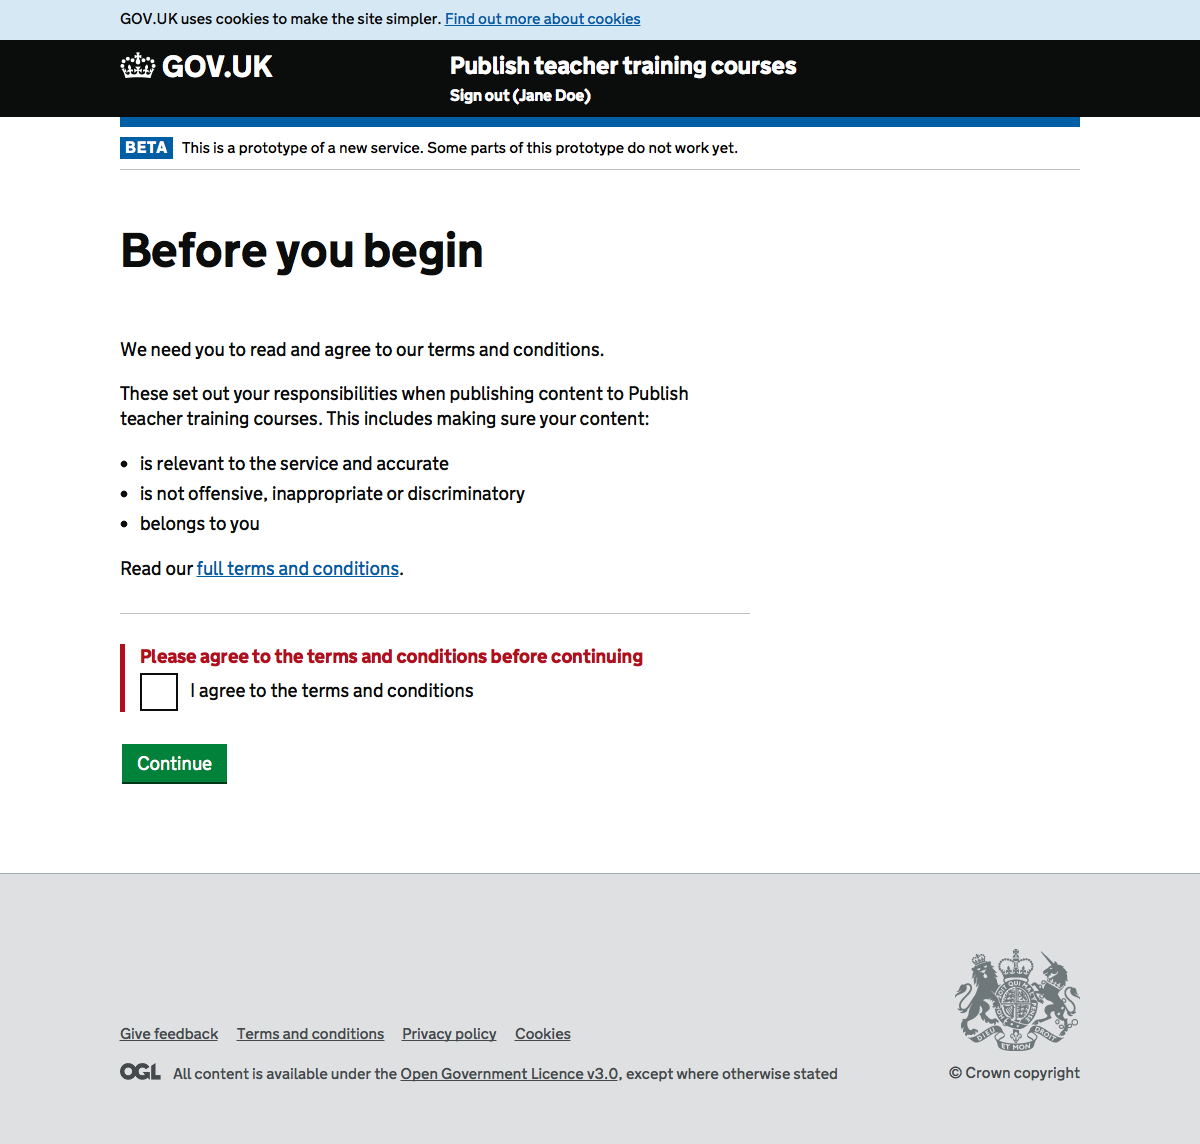 GOV.UK uses cookies to make the site simpler. Find out more about cookies
GOV.UK
Publish teacher training courses
Sign out (Jane Doe)
BETA This is a prototype of a new service. Some parts of this prototype do not work yet.
Before you begin
We need you to read and agree to our terms and conditions.
These set out your responsibilities when publishing content to Publish
teacher training courses. This includes making sure your content:
• is relevant to the service and accurate
• is not offensive, inappropriate or discriminatory
• belongs to you
Read our full terms and conditions.
Please agree to the terms and conditions before continuing
I agree to the terms and conditions
Continue
DIEU ET MON DROIT
Give feedback Terms and conditions Privacy policy Cookies
OGL All content is available under the Open Government Licence v3.0, except where otherwise stated
© Crown copyright